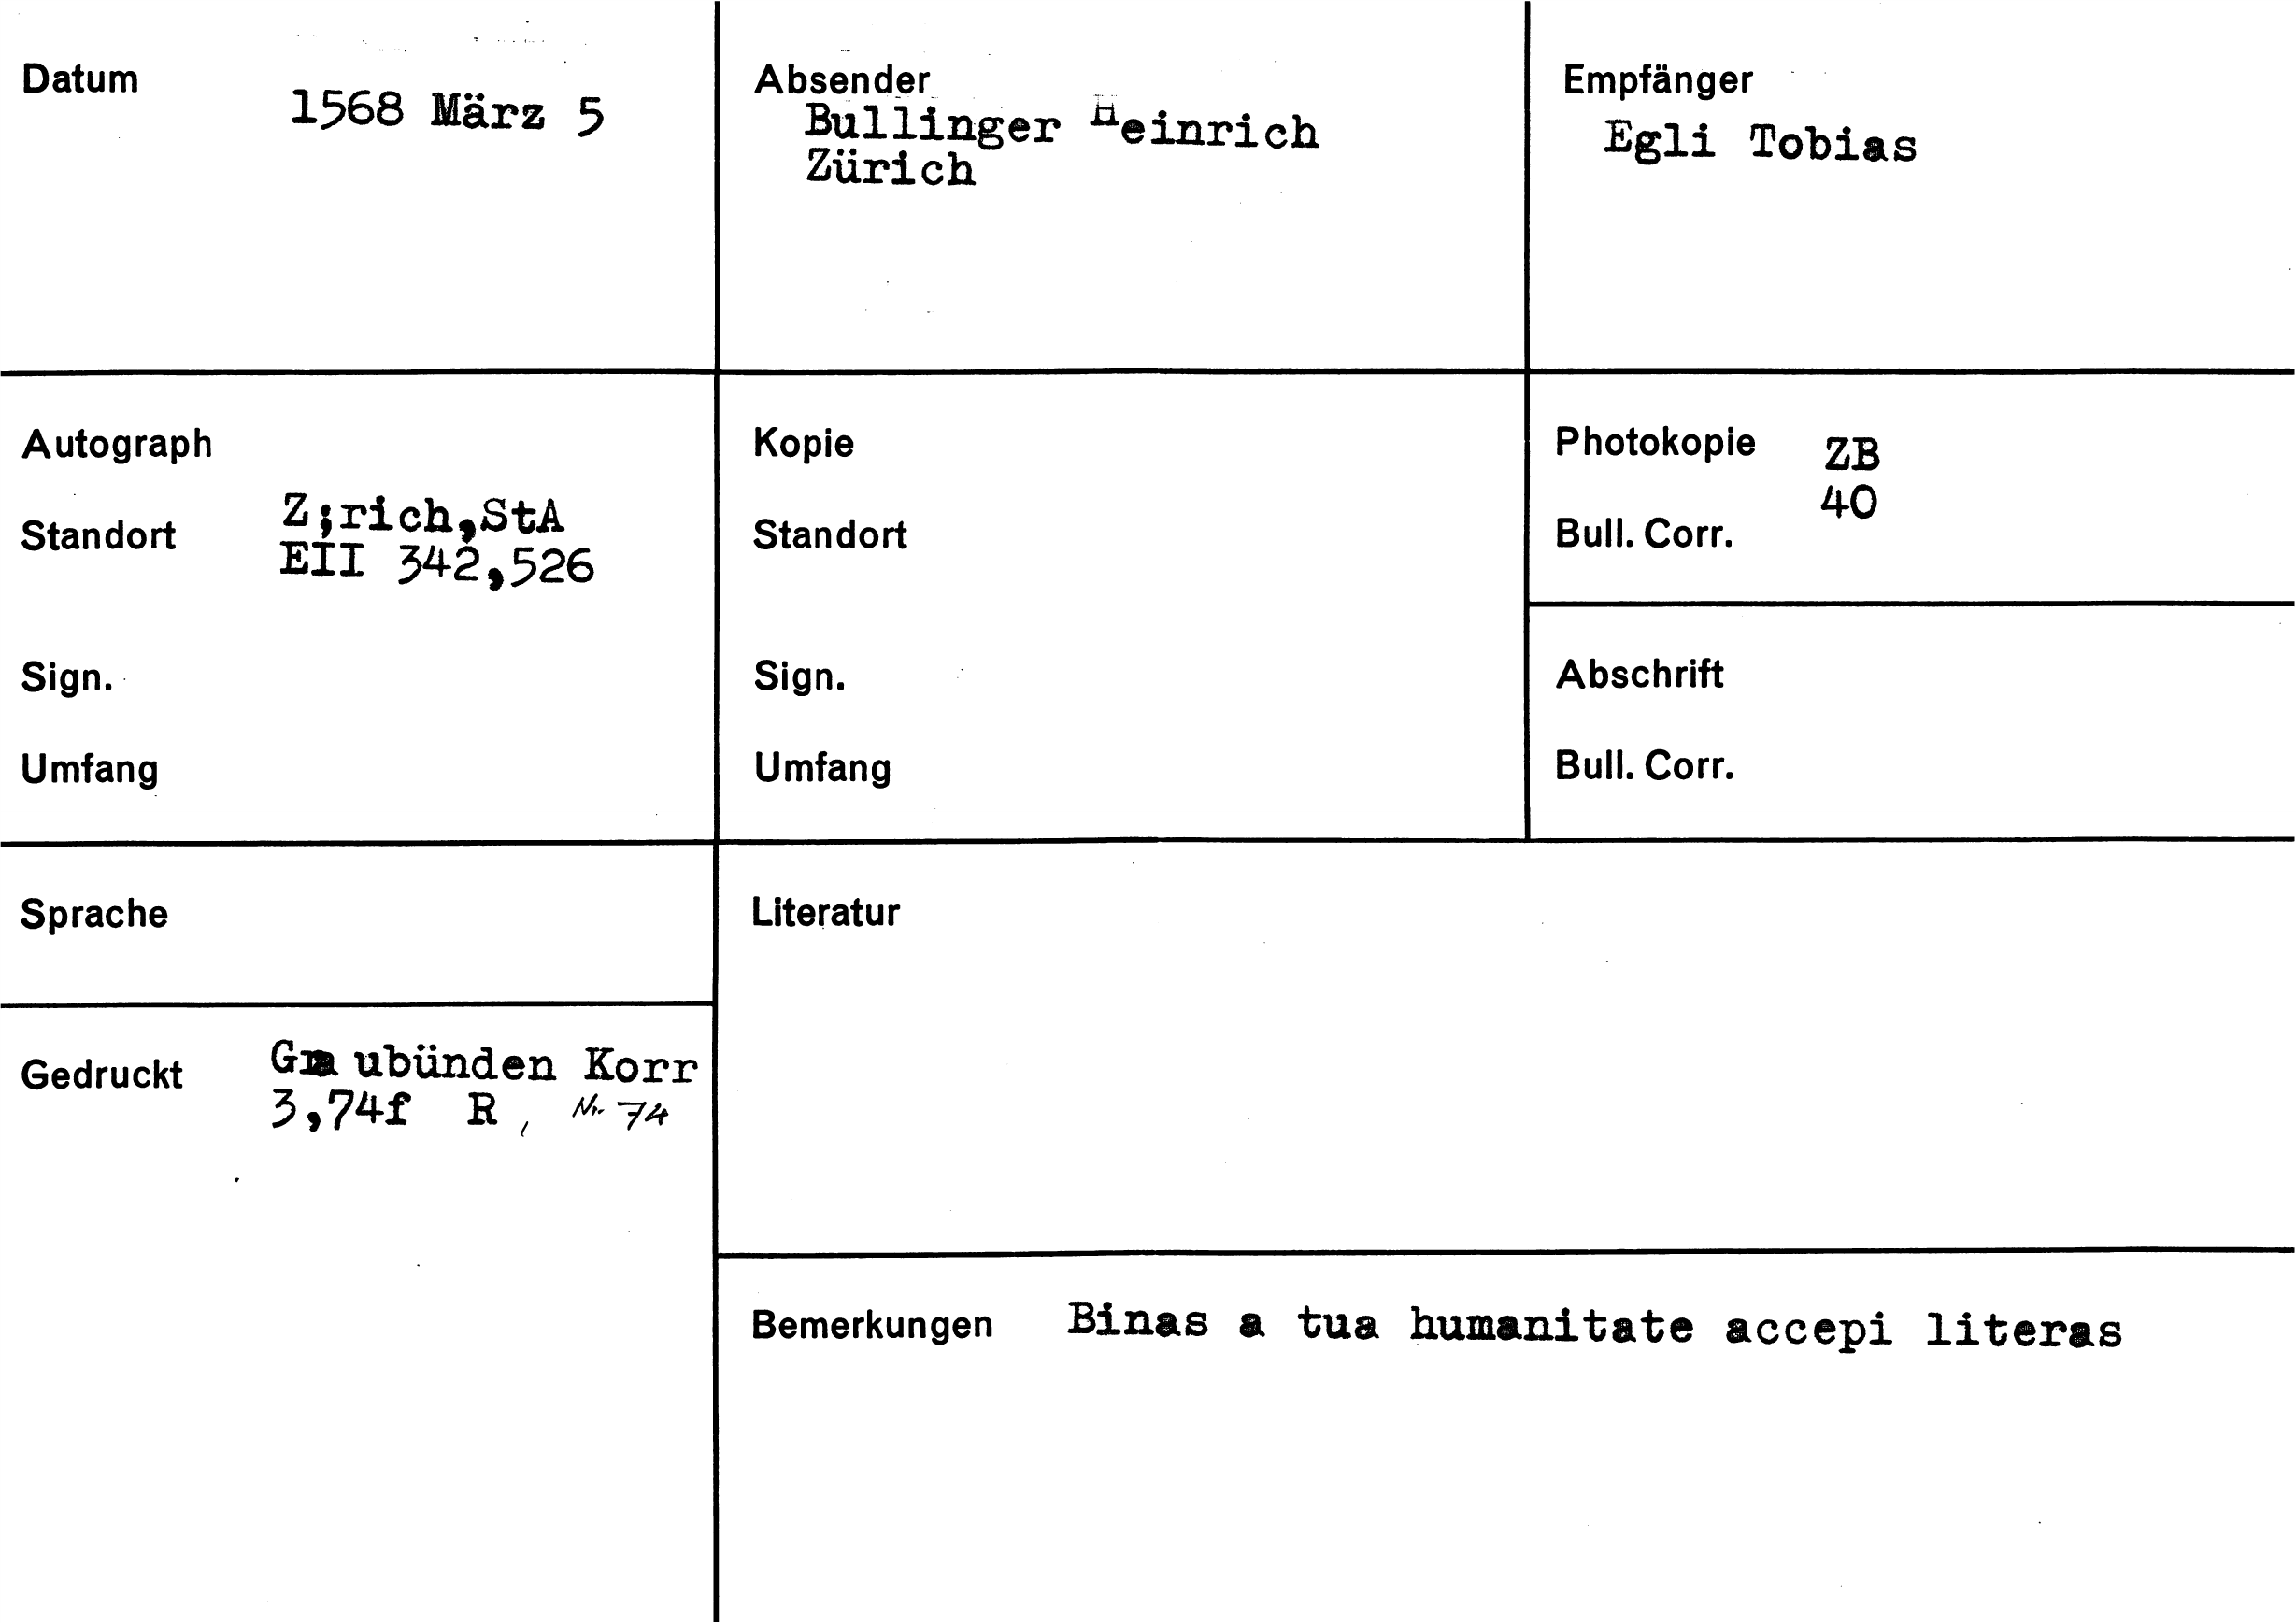 Datum
1568 März 5
Absender
Bullinger Heinrich
Zürich
Empfänger
Egli Tobias
Autograph
Standort
Z;rich,StA
EII 342,526
Sign.
Umfang
Kopie
Standort
Sign.
Umfang
Photokopie ZB
40
Bull. Corr.
Abschrift
Bull. Corr.
Sprache
Gedruckt
Graubünden Korr
3,74f R, Nr. 74
Literatur
Bemerkungen Binas a tua humanitate accepi literas